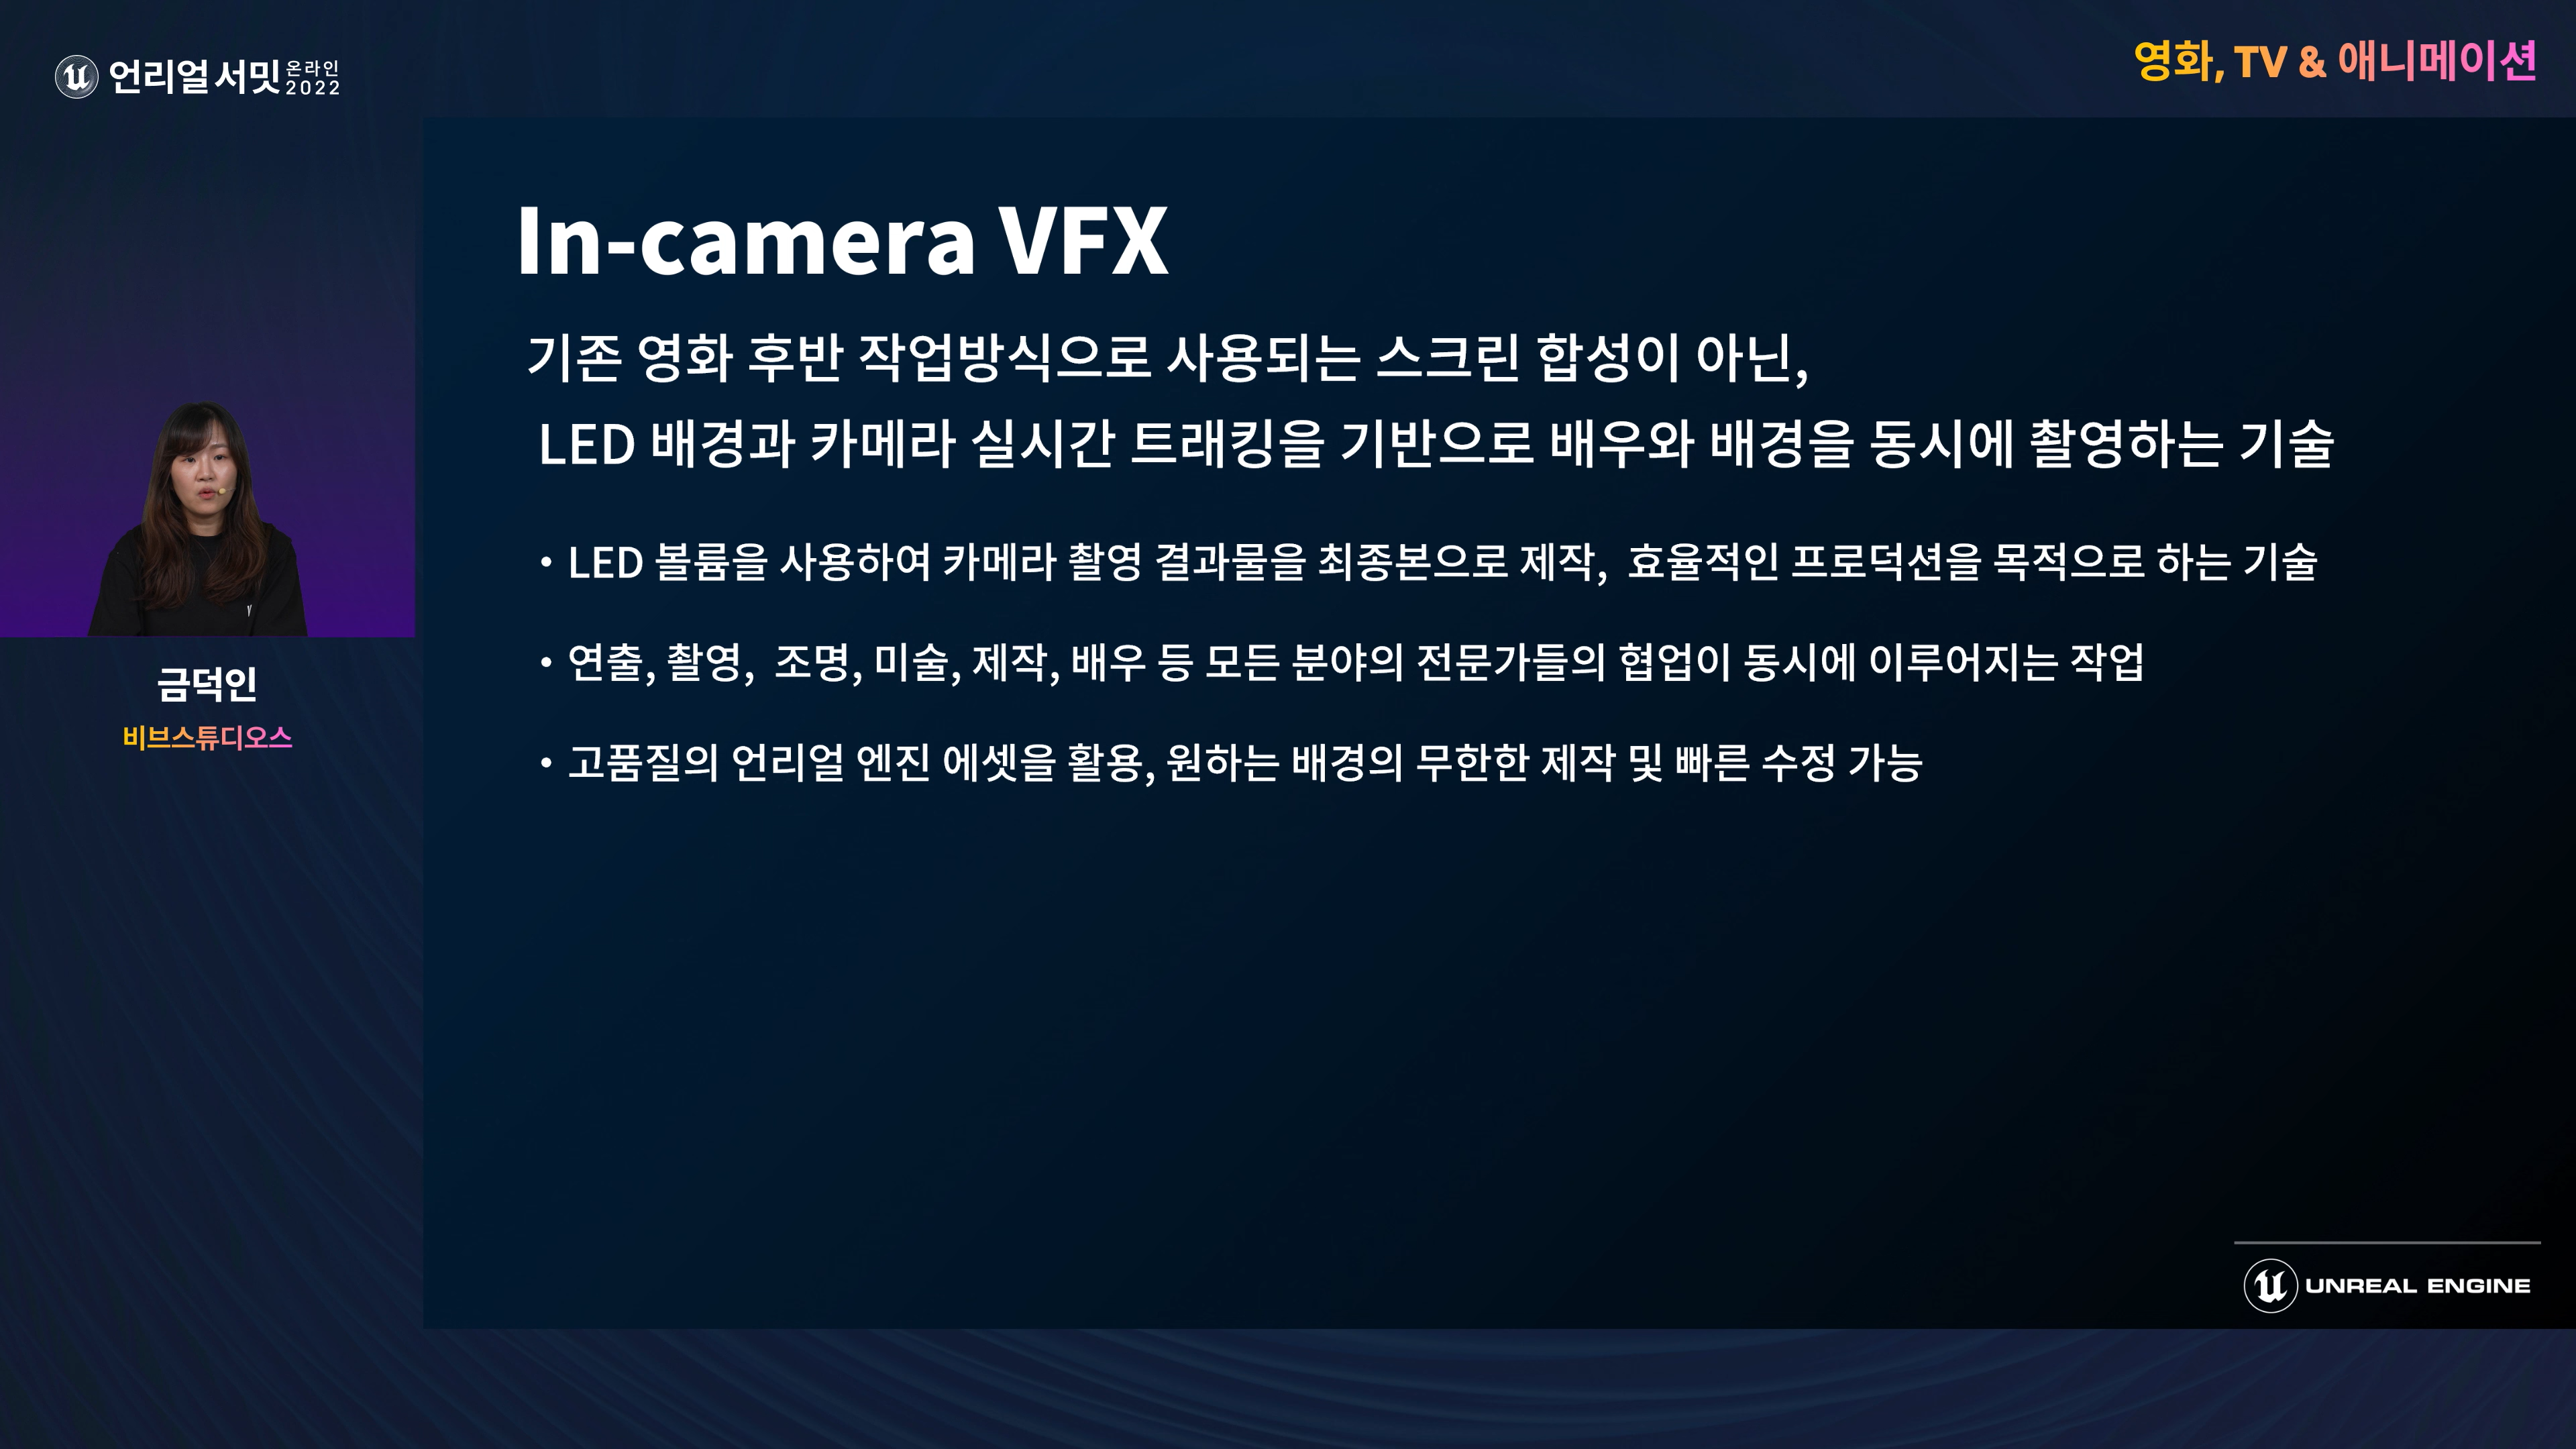 언리얼 서밋 온라인 2022
영화, TV & 애니메이션
In-camera VFX
기존 영화 후반 작업방식으로 사용되는 스크린 합성이 아닌,
LED 배경과 카메라 실시간 트래킹을 기반으로 배우와 배경을 동시에 촬영하는 기술
• LED 볼륨을 사용하여 카메라 촬영 결과물을 최종본으로 제작, 효율적인 프로덕션을 목적으로 하는 기술
• 연출, 촬영, 조명, 미술, 제작, 배우 등 모든 분야의 전문가들의 협업이 동시에 이루어지는 작업
• 고품질의 언리얼 엔진 에셋을 활용, 원하는 배경의 무한한 제작 및 빠른 수정 가능
금덕인
비브스튜디오스
UNREAL ENGINE